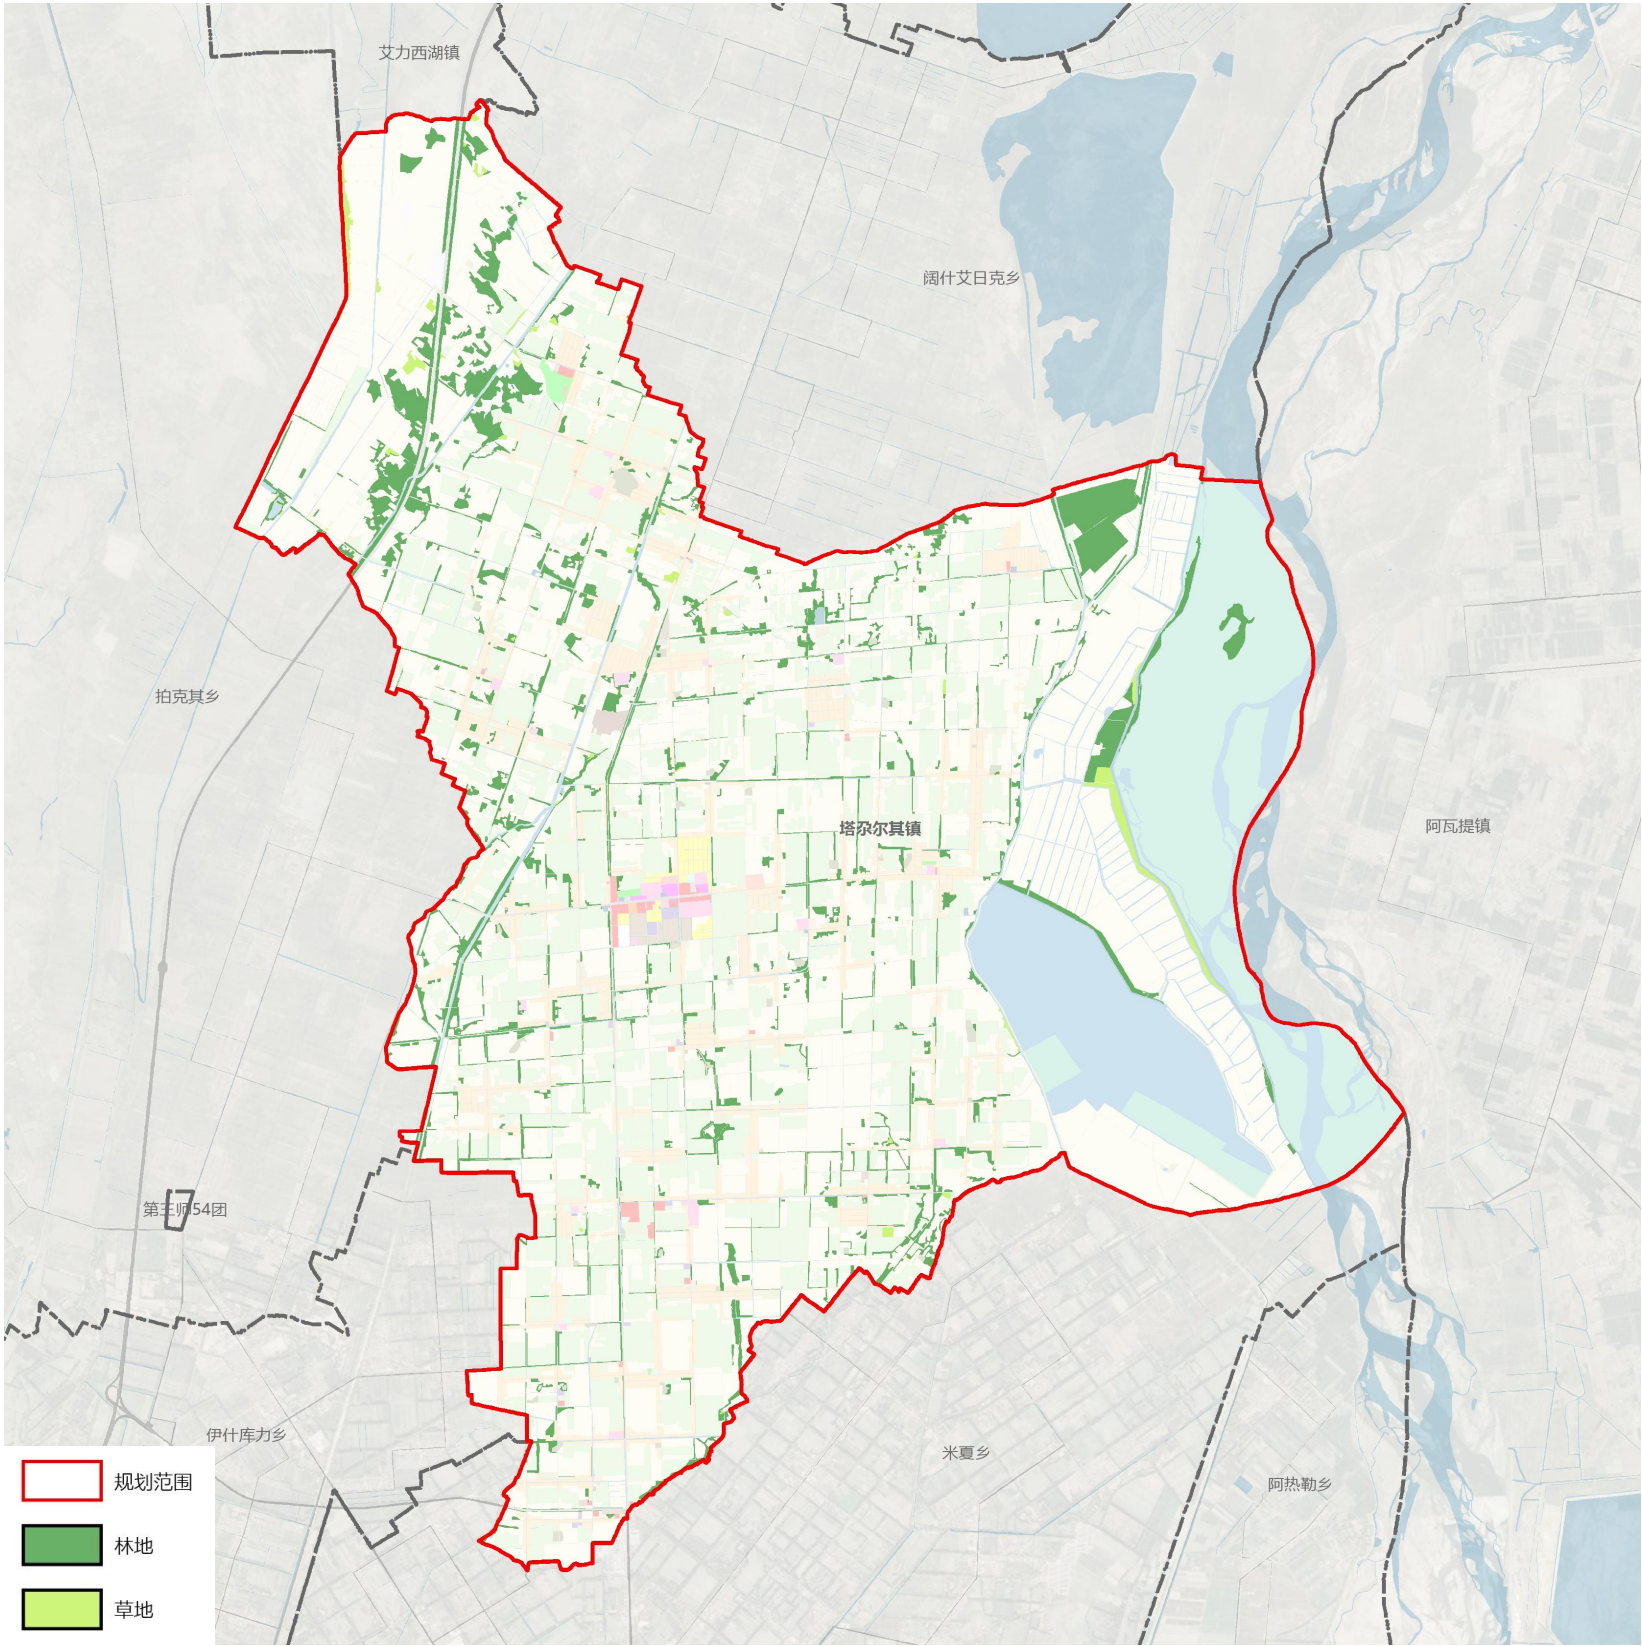 艾力西湖镇
阔什艾日克乡
拍克其乡
塔尕尔其镇
阿瓦提镇
第三师54团
伊什库力乡
米夏乡
阿热勒乡
规划范围
林地
草地